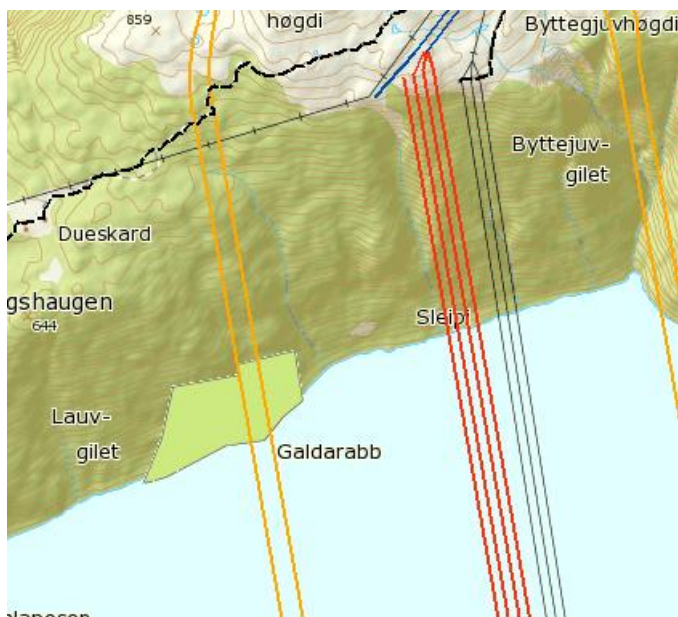 859
høgdi
Byttegjuvhøgdi
Byttejuv-
gilet
Dueskard
gshaugen
644
Sleipi
Lauv-
gilet
Galdarabb